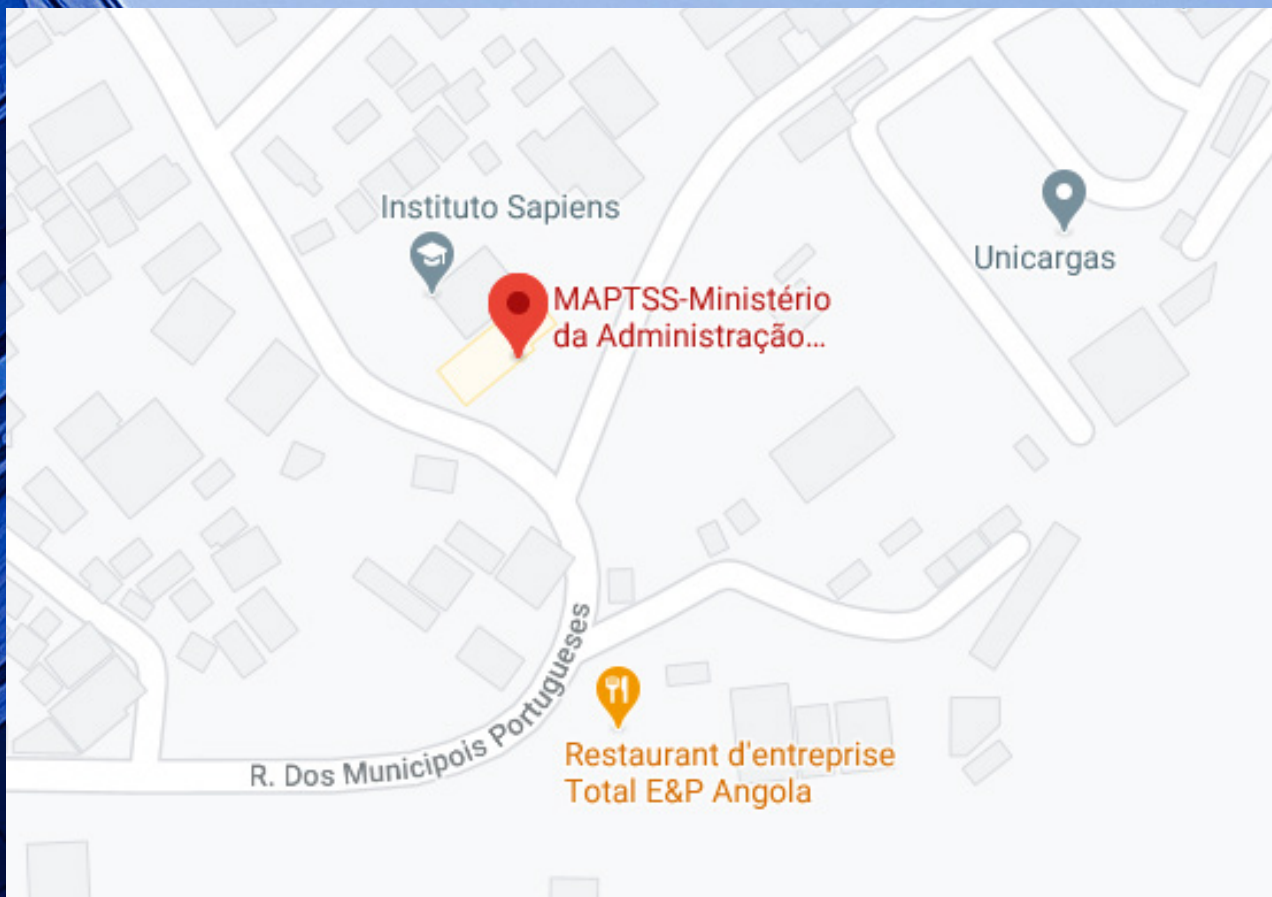 Instituto Sapiens
Unicargas
MAPTSS-Ministério
da Administração...
R. Dos Municipois Portugueses
Restaurant d'entreprise
Total E&P Angola